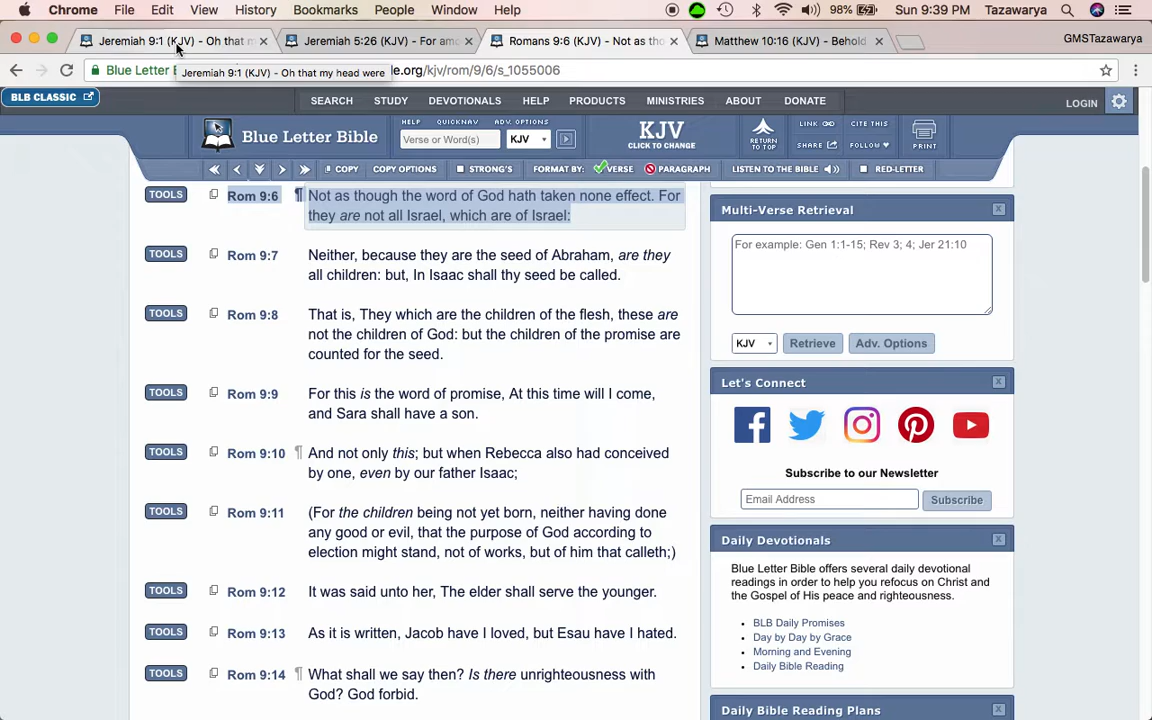 Chrome File Edit View History Bookmarks People Window Help 98% Sun 9:39 PM Tazawarya
Jeremiah 9:1 (KJV) - Oh that m
Jeremiah 5:26 (KJV) - For amo
Romans 9:6 (KJV) - Not as tho
Matthew 10:16 (KJV) - Behold
GMSTazawarya
Blue Letter B
le.org/kjv/rom/9/6/s_1055006
Jeremiah 9:1 (KJV) - Oh that my head were
BLB CLASSIC
SEARCH STUDY DEVOTIONALS HELP PRODUCTS MINISTRIES ABOUT DONATE
LOGIN
Blue Letter Bible
HELP QUICKNAV ADV. OPTIONS
Verse or Word(s) KJV
KJV
CLICK TO CHANGE
RETURN
TO TOP
LINK
SHARE
CITE THIS
FOLLOW
PRINT
COPY COPY OPTIONS STRONG'S FORMAT BY: VERSE PARAGRAPH LISTEN TO THE BIBLE RED-LETTER
TOOLS Rom 9:6 ¶ Not as though the word of God hath taken none effect. For
they are not all Israel, which are of Israel:
TOOLS Rom 9:7 Neither, because they are the seed of Abraham, are they
all children: but, In Isaac shall thy seed be called.
TOOLS Rom 9:8 That is, They which are the children of the flesh, these are
not the children of God: but the children of the promise are
counted for the seed.
TOOLS Rom 9:9 For this is the word of promise, At this time will I come,
and Sara shall have a son.
TOOLS Rom 9:10 ¶ And not only this; but when Rebecca also had conceived
by one, even by our father Isaac;
TOOLS Rom 9:11 (For the children being not yet born, neither having done
any good or evil, that the purpose of God according to
election might stand, not of works, but of him that calleth;)
TOOLS Rom 9:12 It was said unto her, The elder shall serve the younger.
TOOLS Rom 9:13 As it is written, Jacob have I loved, but Esau have I hated.
TOOLS Rom 9:14 ¶ What shall we say then? Is there unrighteousness with
God? God forbid.
Multi-Verse Retrieval
For example: Gen 1:1-15; Rev 3; 4; Jer 21:10
KJV Retrieve Adv. Options
Let's Connect
Subscribe to our Newsletter
Email Address Subscribe
Daily Devotionals
Blue Letter Bible offers several daily devotional
readings in order to help you refocus on Christ and
the Gospel of His peace and righteousness.
BLB Daily Promises
Day by Day by Grace
Morning and Evening
Daily Bible Reading
Daily Bible Reading Plans